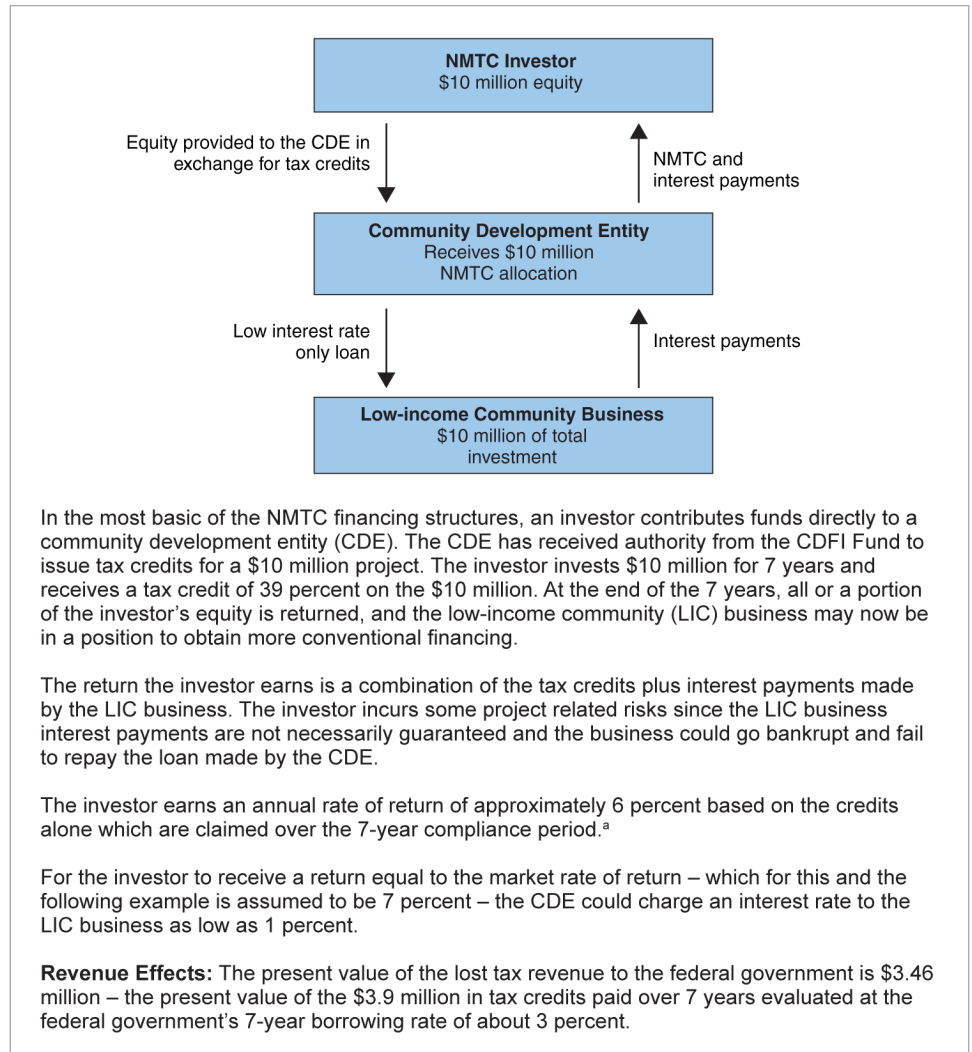 NMTC Investor
$10 million equity
Equity provided to the CDE in
exchange for tax credits
NMTC and
interest payments
Community Development Entity
Receives $10 million
NMTC allocation
Low interest rate
only loan
Interest payments
Low-income Community Business
$10 million of total
investment
In the most basic of the NMTC financing structures, an investor contributes funds directly to a
community development entity (CDE). The CDE has received authority from the CDFI Fund to
issue tax credits for a $10 million project. The investor invests $10 million for 7 years and
receives a tax credit of 39 percent on the $10 million. At the end of the 7 years, all or a portion
of the investor’s equity is returned, and the low-income community (LIC) business may now be
in a position to obtain more conventional financing.
The return the investor earns is a combination of the tax credits plus interest payments made
by the LIC business. The investor incurs some project related risks since the LIC business
interest payments are not necessarily guaranteed and the business could go bankrupt and fail
to repay the loan made by the CDE.
The investor earns an annual rate of return of approximately 6 percent based on the credits
alone which are claimed over the 7-year compliance period.ᵃ
For the investor to receive a return equal to the market rate of return – which for this and the
following example is assumed to be 7 percent – the CDE could charge an interest rate to the
LIC business as low as 1 percent.
Revenue Effects: The present value of the lost tax revenue to the federal government is $3.46
million – the present value of the $3.9 million in tax credits paid over 7 years evaluated at the
federal government’s 7-year borrowing rate of about 3 percent.